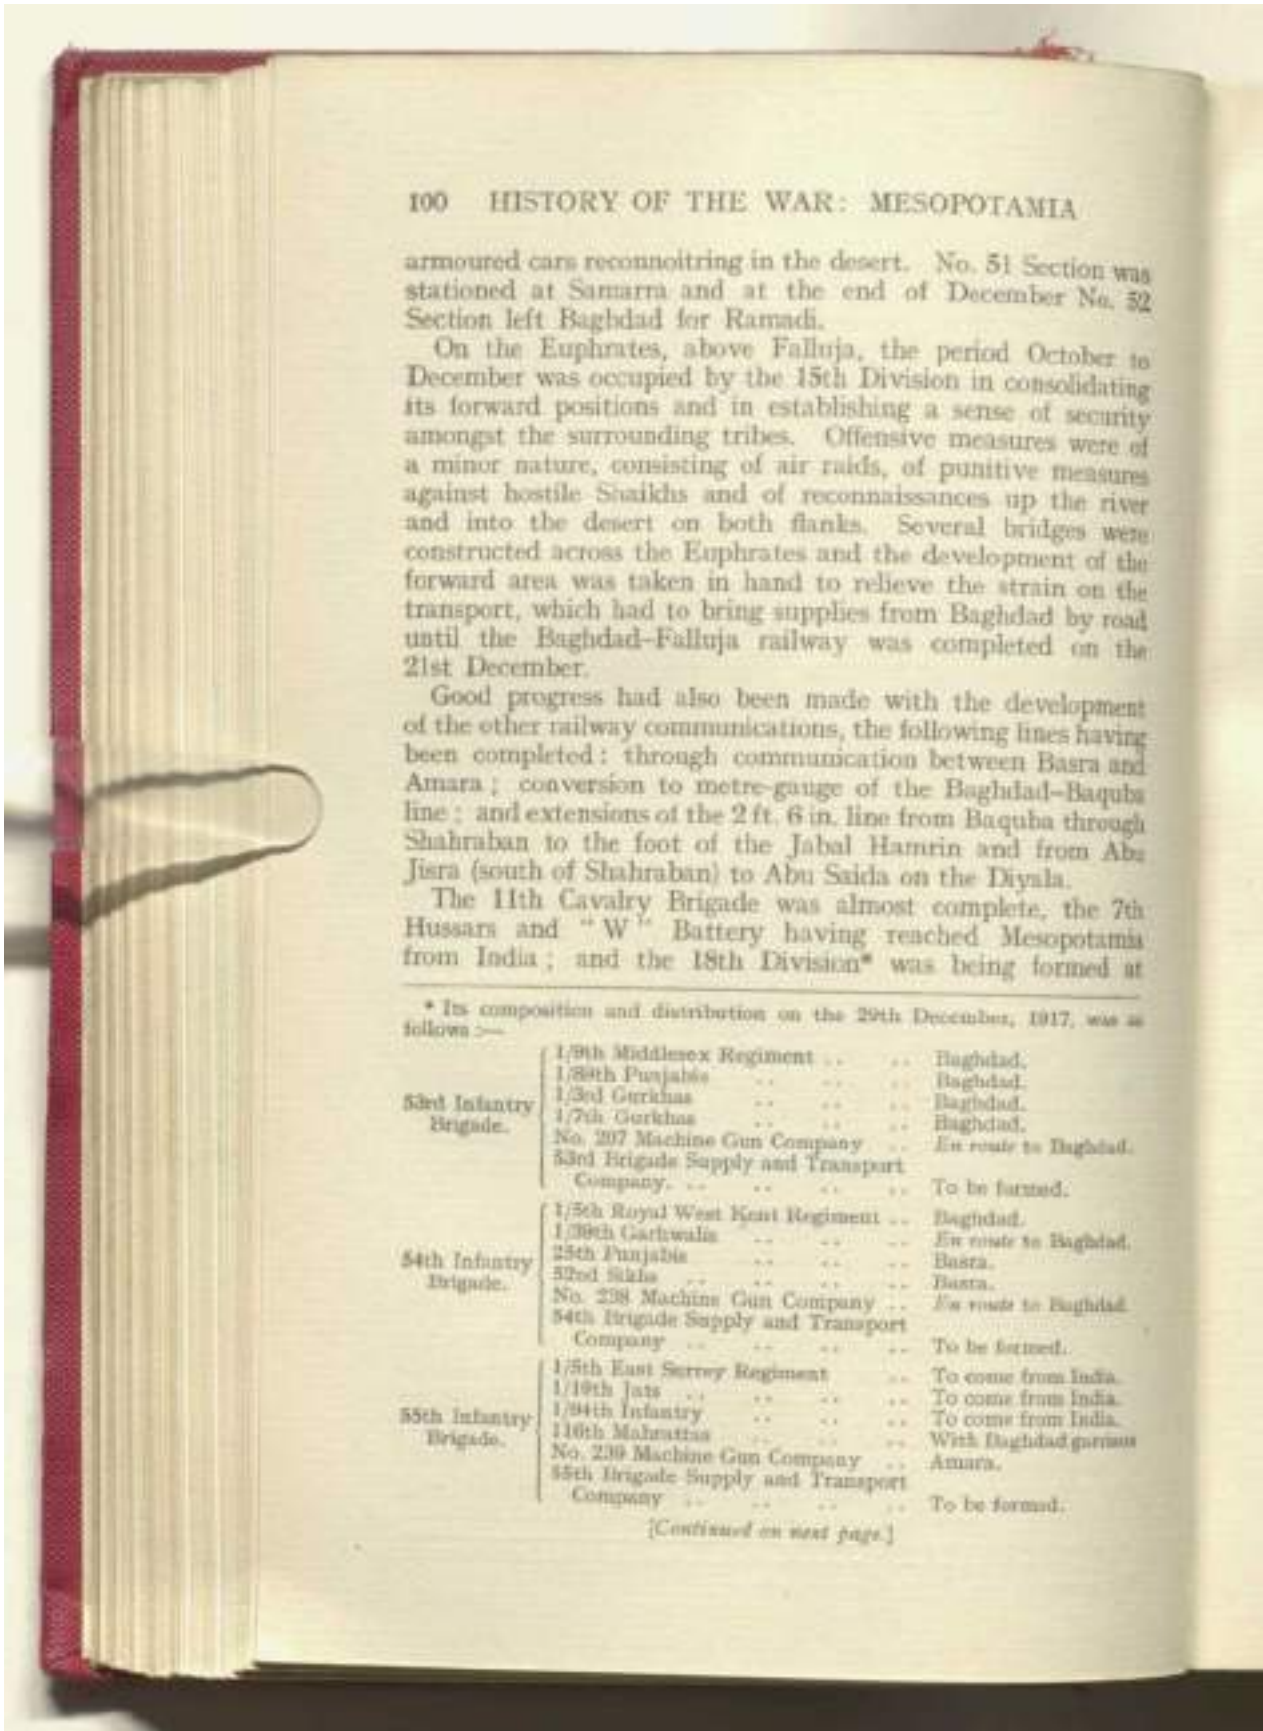 100 HISTORY OF THE WAR: MESOPOTAMIA
armoured cars reconnoitring in the desert. No. 51 Section was
stationed at Samarra and at the end of December No. 52
Section left Baghdad for Ramadi.
On the Euphrates, above Falluja, the period October to
December was occupied by the 15th Division in consolidating
its forward positions and in establishing a sense of security
amongst the surrounding tribes. Offensive measures were of
a minor nature, consisting of air raids, of punitive measures
against hostile Shaikhs and of reconnaissances up the river
and into the desert on both flanks. Several bridges were
constructed across the Euphrates and the development of the
forward area was taken in hand to relieve the strain on the
transport, which had to bring supplies from Baghdad by road
until the Baghdad–Falluja railway was completed on the
21st December.
Good progress had also been made with the development
of the other railway communications, the following lines having
been completed: through communication between Basra and
Amara; conversion to metre-gauge of the Baghdad–Baquba
line; and extensions of the 2 ft. 6 in. line from Baquba through
Shahraban to the foot of the Jabal Hamrin and from Abu
Jisra (south of Shahraban) to Abu Saida on the Diyala.
The 11th Cavalry Brigade was almost complete, the 7th
Hussars and "W" Battery having reached Mesopotamia
from India; and the 18th Division* was being formed at
* Its composition and distribution on the 29th December, 1917, was as
follows :—
53rd Infantry Brigade.
1/9th Middlesex Regiment .. .. Baghdad.
1/89th Punjabis .. .. .. Baghdad.
1/3rd Gurkhas .. .. .. Baghdad.
1/7th Gurkhas .. .. .. Baghdad.
No. 207 Machine Gun Company .. En route to Baghdad.
53rd Brigade Supply and Transport
Company. .. .. .. .. To be formed.
54th Infantry Brigade.
1/5th Royal West Kent Regiment .. Baghdad.
1/39th Garhwalis .. .. .. En route to Baghdad.
25th Punjabis .. .. .. Basra.
52nd Sikhs .. .. .. .. Basra.
No. 238 Machine Gun Company .. En route to Baghdad.
54th Brigade Supply and Transport
Company .. .. .. .. To be formed.
55th Infantry Brigade.
1/5th East Surrey Regiment .. To come from India.
1/10th Jats .. .. .. .. To come from India.
1/94th Infantry .. .. .. To come from India.
116th Mahrattas .. .. .. With Baghdad garrison
No. 239 Machine Gun Company .. Amara.
55th Brigade Supply and Transport
Company .. .. .. .. To be formed.
[Continued on next page.]